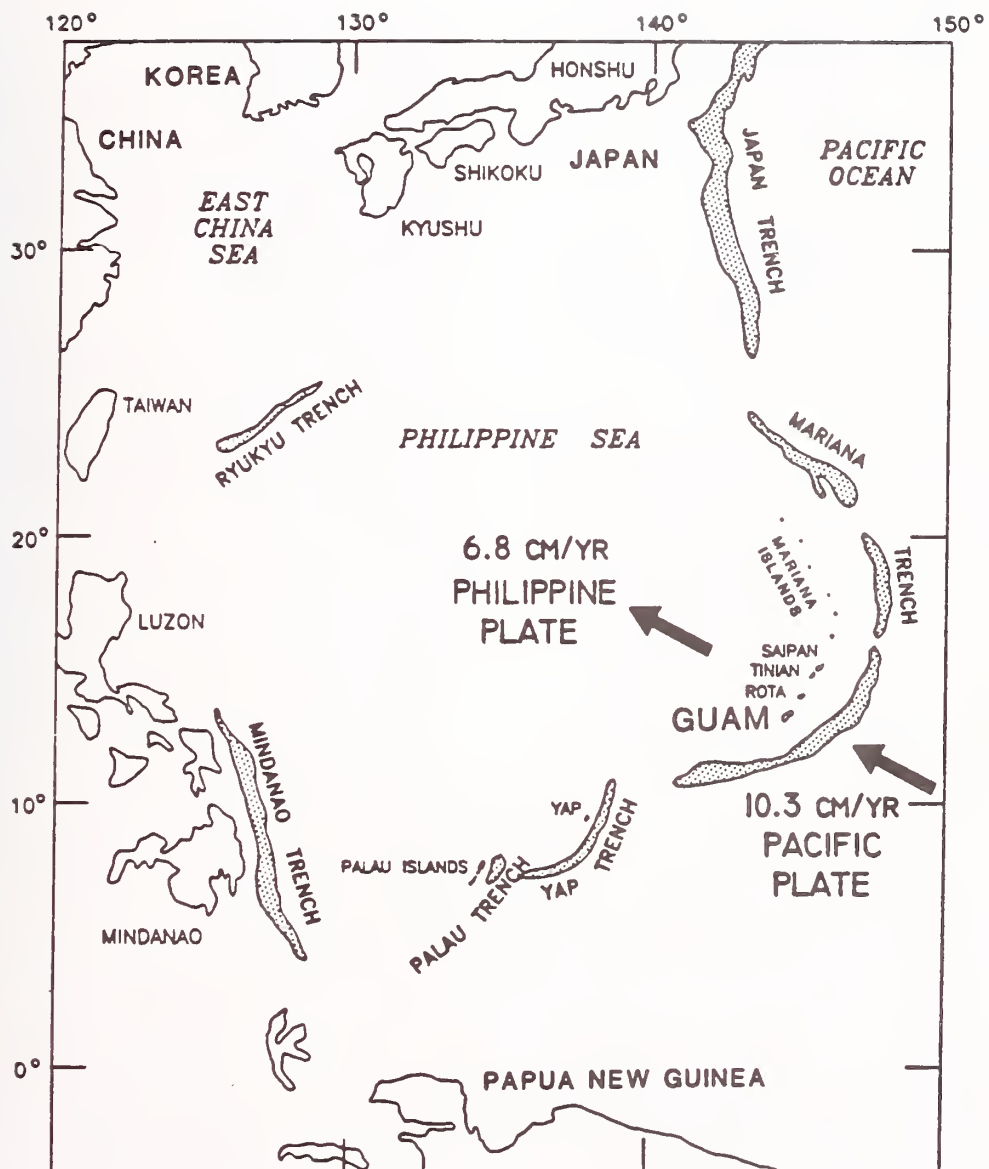 120°
130°
140°
150°
KOREA
HONSHU
CHINA
JAPAN
PACIFIC
OCEAN
SHIKOKU
EAST
CHINA
SEA
KYUSHU
JAPAN TRENCH
30°
TAIWAN
RYUKYU TRENCH
PHILIPPINE SEA
MARIANA
TRENCH
20°
6.8 CM/YR
PHILIPPINE
PLATE
MARIANA
ISLANDS
LUZON
SAIPAN
TINIAN
ROTA
GUAM
MINDANAO TRENCH
10°
YAP
YAP TRENCH
10.3 CM/YR
PACIFIC
PLATE
PALAU ISLANDS
PALAU TRENCH
MINDANAO
0°
PAPUA NEW GUINEA